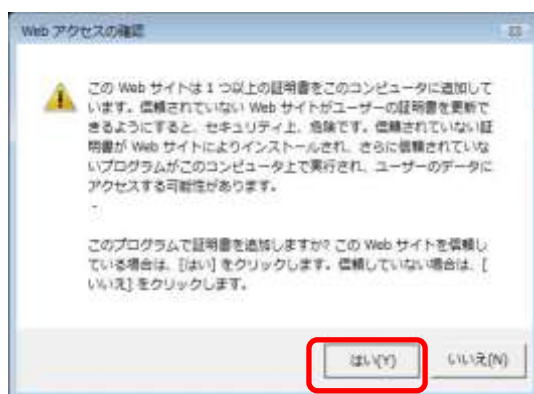 Web アクセスの確認
この Web サイトは 1 つ以上の証明書をこのコンピュータに追加して
います。信頼されていない Web サイトがユーザーの証明書を更新で
きるようにすると、セキュリティ上、危険です。信頼されていない証
明書が Web サイトによりインストールされ、さらに信頼されていな
いプログラムがこのコンピュータ上で実行され、ユーザーのデータに
アクセスする可能性があります。
-
このプログラムで証明書を追加しますか? この Web サイトを信頼し
ている場合は、[はい] をクリックします。信頼していない場合は、[
いいえ] をクリックします。
はい(Y)
いいえ(N)